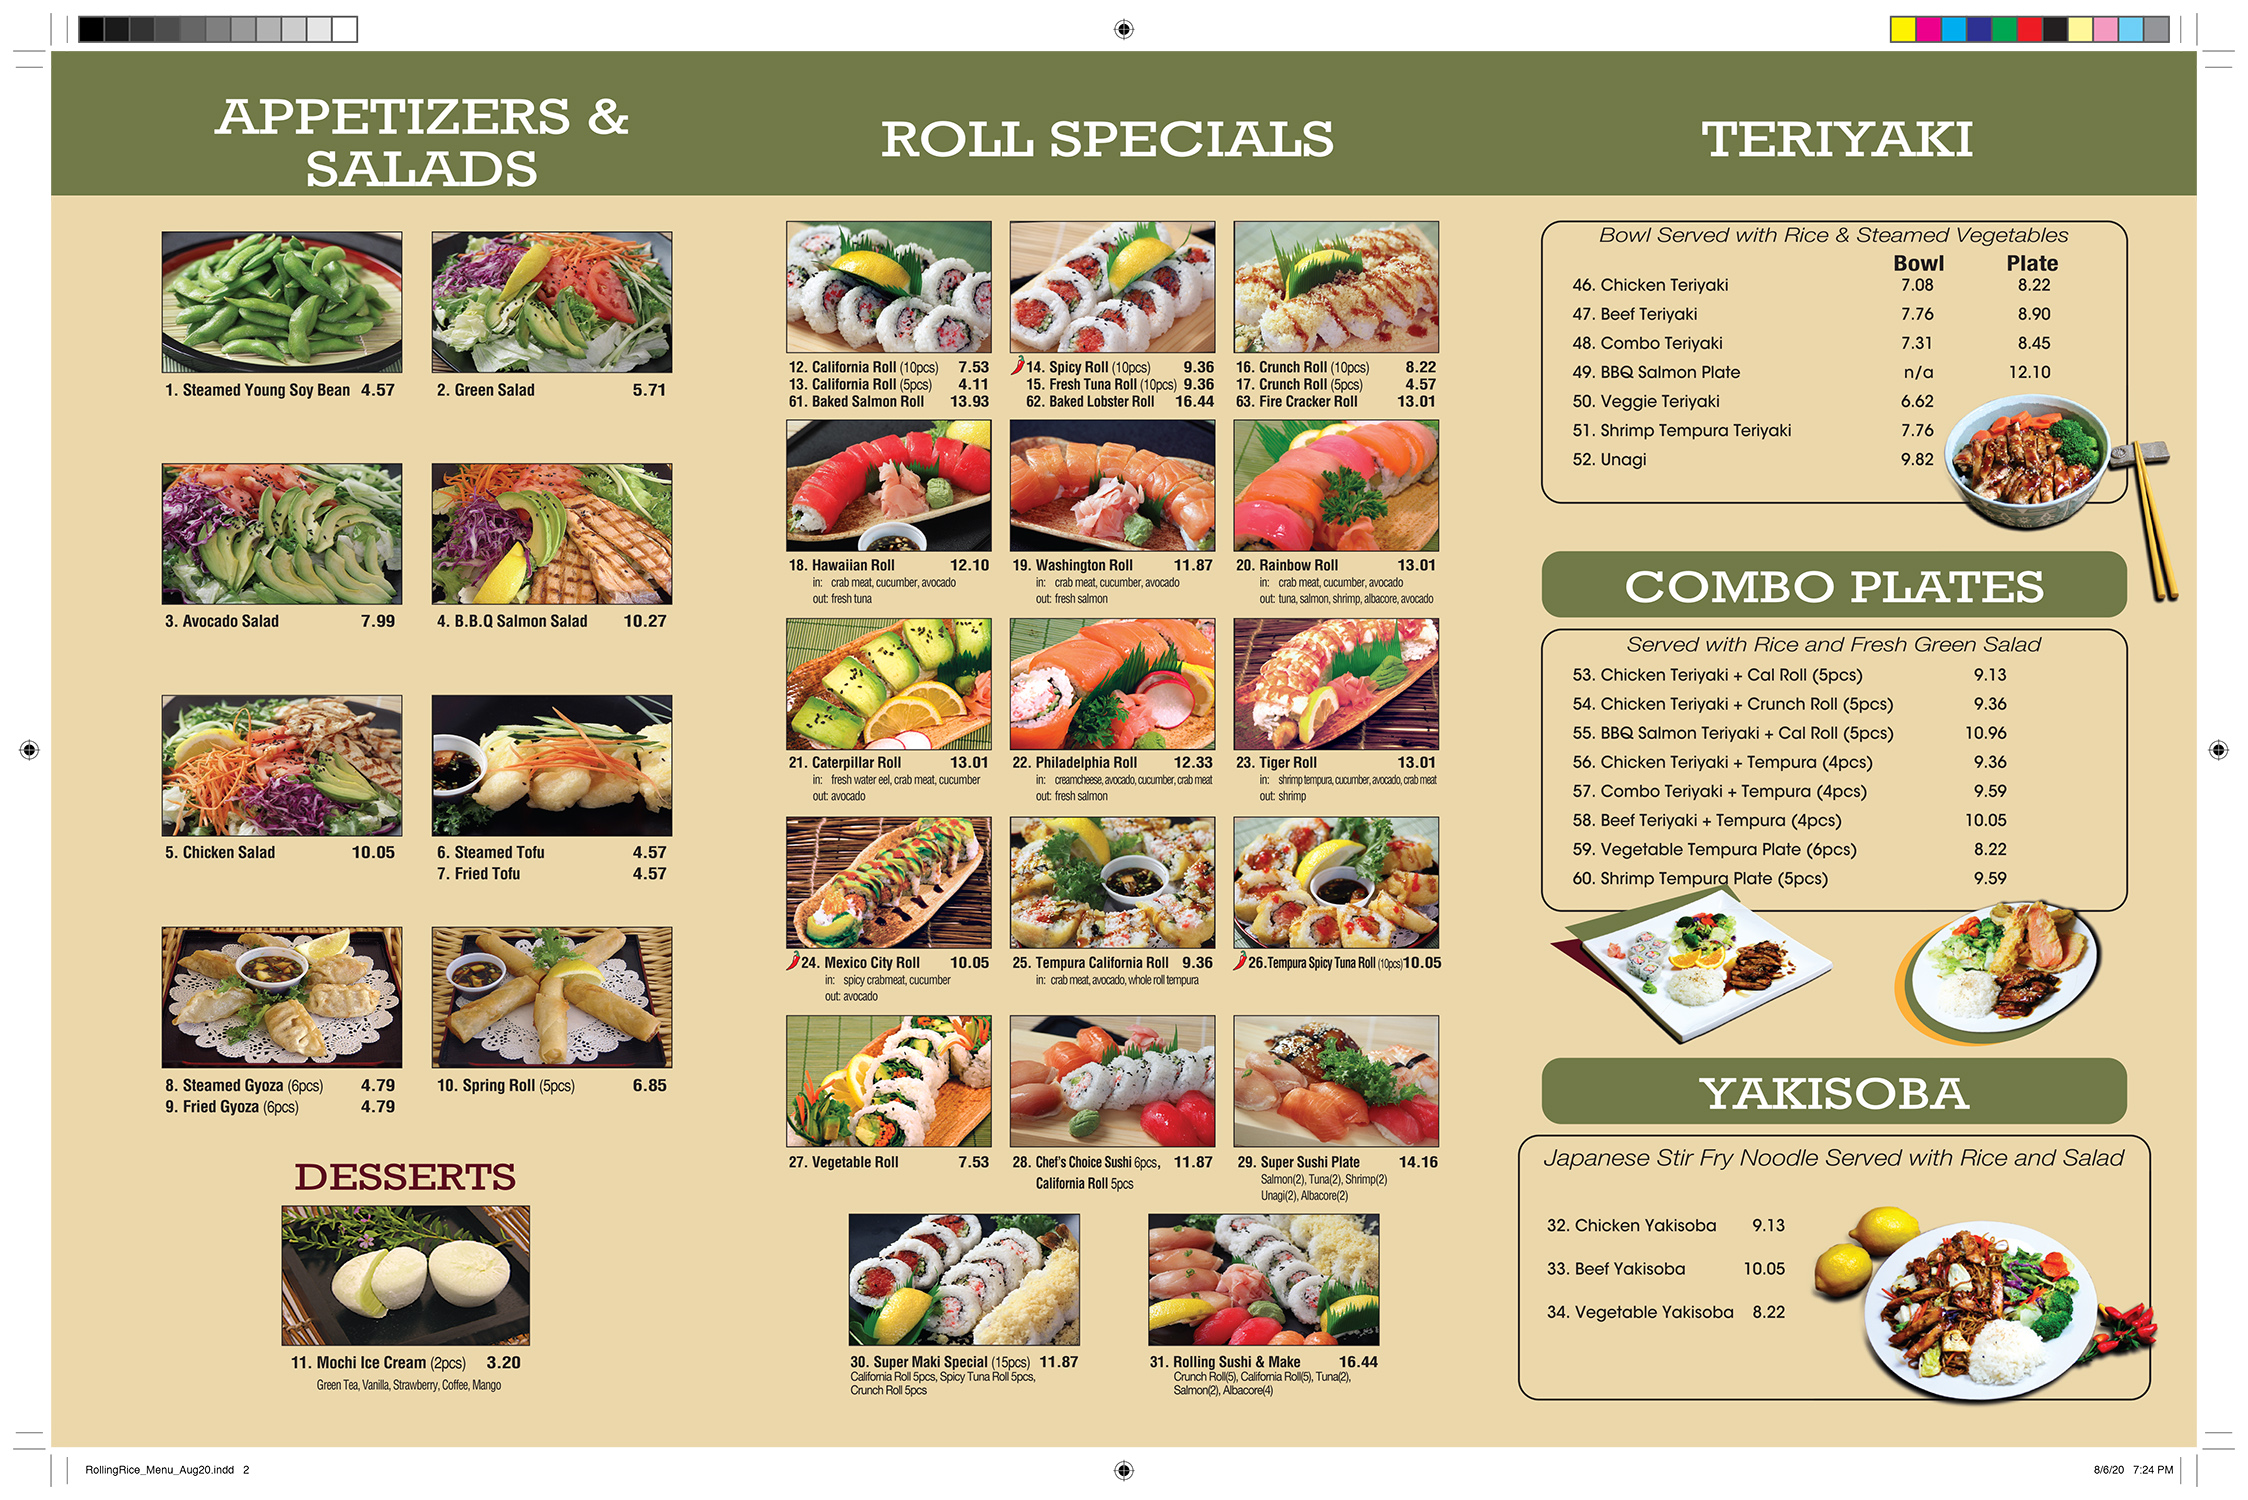 APPETIZERS &
SALADS
1. Steamed Young Soy Bean 4.57
2. Green Salad 5.71
3. Avocado Salad 7.99
4. B.B.Q Salmon Salad 10.27
5. Chicken Salad 10.05
6. Steamed Tofu 4.57
7. Fried Tofu 4.57
8. Steamed Gyoza (6pcs) 4.79
9. Fried Gyoza (6pcs) 4.79
10. Spring Roll (5pcs) 6.85
DESSERTS
11. Mochi Ice Cream (2pcs) 3.20
Green Tea, Vanilla, Strawberry, Coffee, Mango
ROLL SPECIALS
12. California Roll (10pcs) 7.53
13. California Roll (5pcs) 4.11
61. Baked Salmon Roll 13.93
14. Spicy Roll (10pcs) 9.36
15. Fresh Tuna Roll (10pcs) 9.36
62. Baked Lobster Roll 16.44
16. Crunch Roll (10pcs) 8.22
17. Crunch Roll (5pcs) 4.57
63. Fire Cracker Roll 13.01
18. Hawaiian Roll 12.10
in: crab meat, cucumber, avocado
out: fresh tuna
19. Washington Roll 11.87
in: crab meat, cucumber, avocado
out: fresh salmon
20. Rainbow Roll 13.01
in: crab meat, cucumber, avocado
out: tuna, salmon, shrimp, albacore, avocado
21. Caterpillar Roll 13.01
in: fresh water eel, crab meat, cucumber
out: avocado
22. Philadelphia Roll 12.33
in: creamcheese, avocado, cucumber, crab meat
out: fresh salmon
23. Tiger Roll 13.01
in: shrimp tempura, cucumber, avocado, crab meat
out: shrimp
24. Mexico City Roll 10.05
in: spicy crabmeat, cucumber
out: avocado
25. Tempura California Roll 9.36
in: crab meat, avocado, whole roll tempura
26. Tempura Spicy Tuna Roll (10pcs) 10.05
27. Vegetable Roll 7.53
28. Chef's Choice Sushi 6pcs, 11.87
California Roll 5pcs
29. Super Sushi Plate 14.16
Salmon(2), Tuna(2), Shrimp(2)
Unagi(2), Albacore(2)
30. Super Maki Special (15pcs) 11.87
California Roll 5pcs, Spicy Tuna Roll 5pcs,
Crunch Roll 5pcs
31. Rolling Sushi & Make 16.44
Crunch Roll(5), California Roll(5), Tuna(2),
Salmon(2), Albacore(4)
TERIYAKI
Bowl Served with Rice & Steamed Vegetables
Bowl Plate
46. Chicken Teriyaki 7.08 8.22
47. Beef Teriyaki 7.76 8.90
48. Combo Teriyaki 7.31 8.45
49. BBQ Salmon Plate n/a 12.10
50. Veggie Teriyaki 6.62
51. Shrimp Tempura Teriyaki 7.76
52. Unagi 9.82
COMBO PLATES
Served with Rice and Fresh Green Salad
53. Chicken Teriyaki + Cal Roll (5pcs) 9.13
54. Chicken Teriyaki + Crunch Roll (5pcs) 9.36
55. BBQ Salmon Teriyaki + Cal Roll (5pcs) 10.96
56. Chicken Teriyaki + Tempura (4pcs) 9.36
57. Combo Teriyaki + Tempura (4pcs) 9.59
58. Beef Teriyaki + Tempura (4pcs) 10.05
59. Vegetable Tempura Plate (6pcs) 8.22
60. Shrimp Tempura Plate (5pcs) 9.59
YAKISOBA
Japanese Stir Fry Noodle Served with Rice and Salad
32. Chicken Yakisoba 9.13
33. Beef Yakisoba 10.05
34. Vegetable Yakisoba 8.22
RollingRice_Menu_Aug20.indd 2
8/6/20 7:24 PM